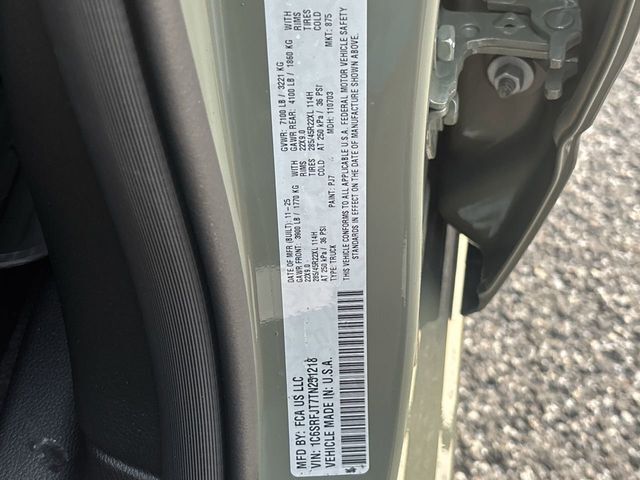 MFD BY: FCA US LLC
DATE OF MFR (BUILT): 11-25
GVWR: 7100 LB / 3221 KG
GAWR FRONT: 3900 LB / 1770 KG WITH
GAWR REAR: 4100 LB / 1860 KG WITH
22X9.0 RIMS
22X9.0 RIMS
285/45R22XL 114H TIRES
285/45R22XL 114H TIRES
AT 250 kPa / 36 PSI COLD
AT 250 kPa / 36 PSI COLD
VIN: 1C6SRFJT7TN231218
TYPE: TRUCK
PAINT: PJ7
MDH: 110703
MKT: 875
VEHICLE MADE IN: U.S.A.
THIS VEHICLE CONFORMS TO ALL APPLICABLE U.S.A. FEDERAL MOTOR VEHICLE SAFETY
STANDARDS IN EFFECT ON THE DATE OF MANUFACTURE SHOWN ABOVE.